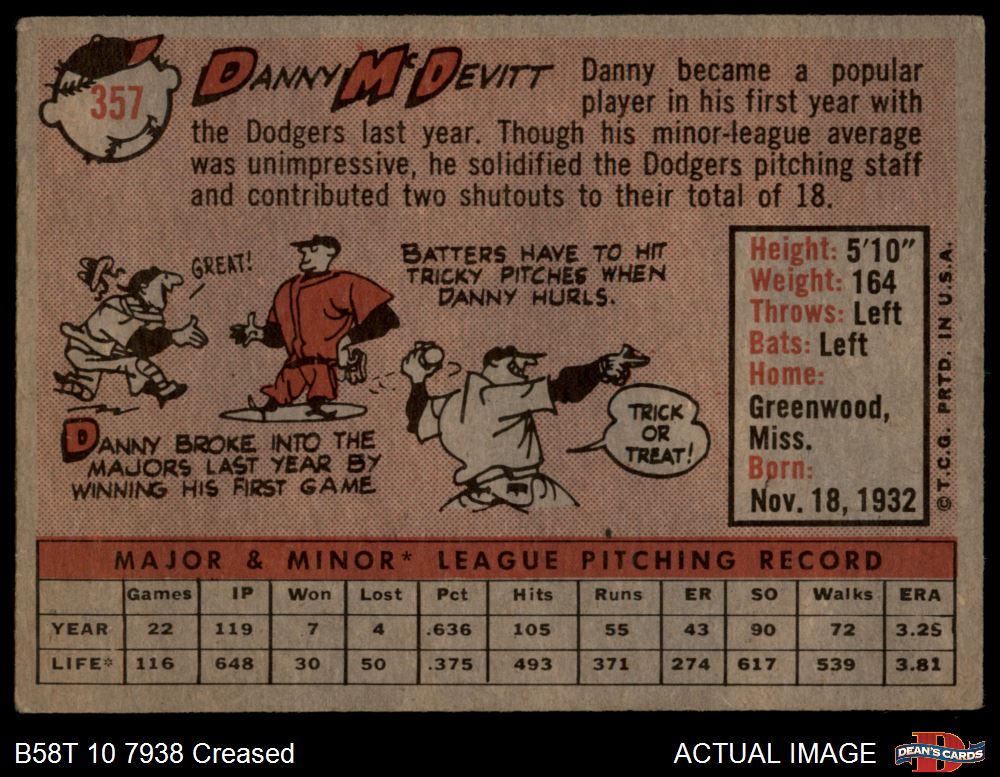 357
DANNY McDEVITT
Danny became a popular
player in his first year with
the Dodgers last year. Though his minor-league average
was unimpressive, he solidified the Dodgers pitching staff
and contributed two shutouts to their total of 18.
GREAT!
BATTERS HAVE TO HIT
TRICKY PITCHES WHEN
DANNY HURLS.
DANNY BROKE INTO THE
MAJORS LAST YEAR BY
WINNING HIS FIRST GAME
TRICK
OR
TREAT!
Height: 5'10"
Weight: 164
Throws: Left
Bats: Left
Home:
Greenwood,
Miss.
Born:
Nov. 18, 1932
© T.C.G. PRTD. IN U.S.A.
MAJOR & MINOR* LEAGUE PITCHING RECORD
Games IP Won Lost Pct Hits Runs ER SO Walks ERA
YEAR 22 119 7 4 .636 105 55 43 90 72 3.25
LIFE* 116 648 30 50 .375 493 371 274 617 539 3.81
B58T 10 7938 Creased
ACTUAL IMAGE
D
DEAN'S CARDS